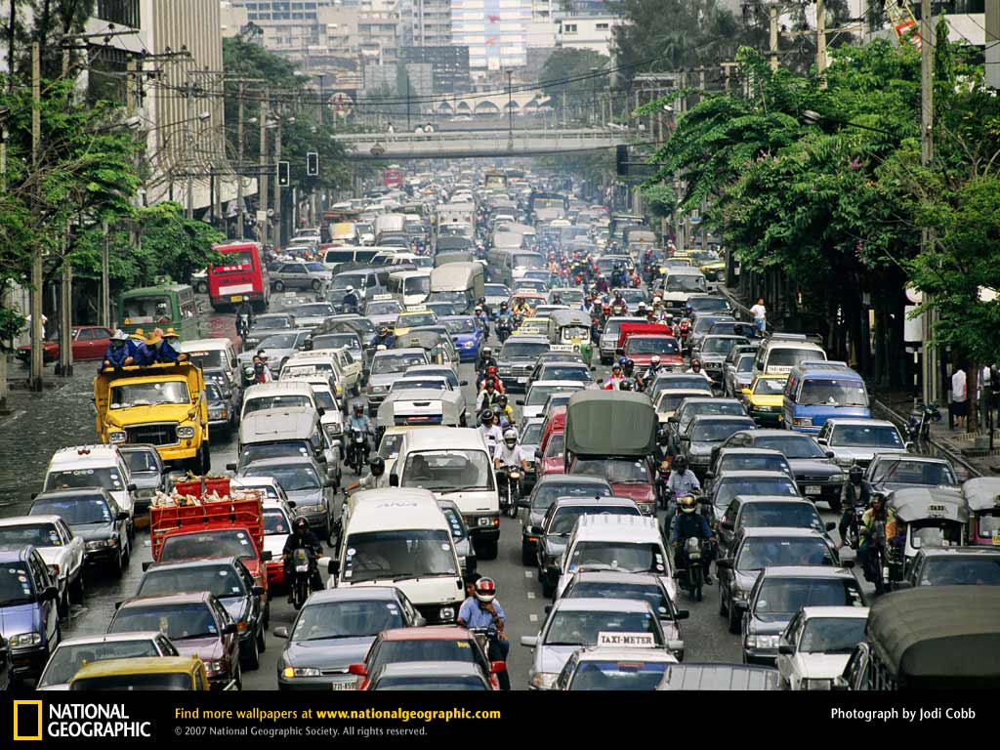 TAXI-METER
TAXI
NATIONAL
GEOGRAPHIC
Find more wallpapers at www.nationalgeographic.com
© 2007 National Geographic Society. All rights reserved.
Photograph by Jodi Cobb